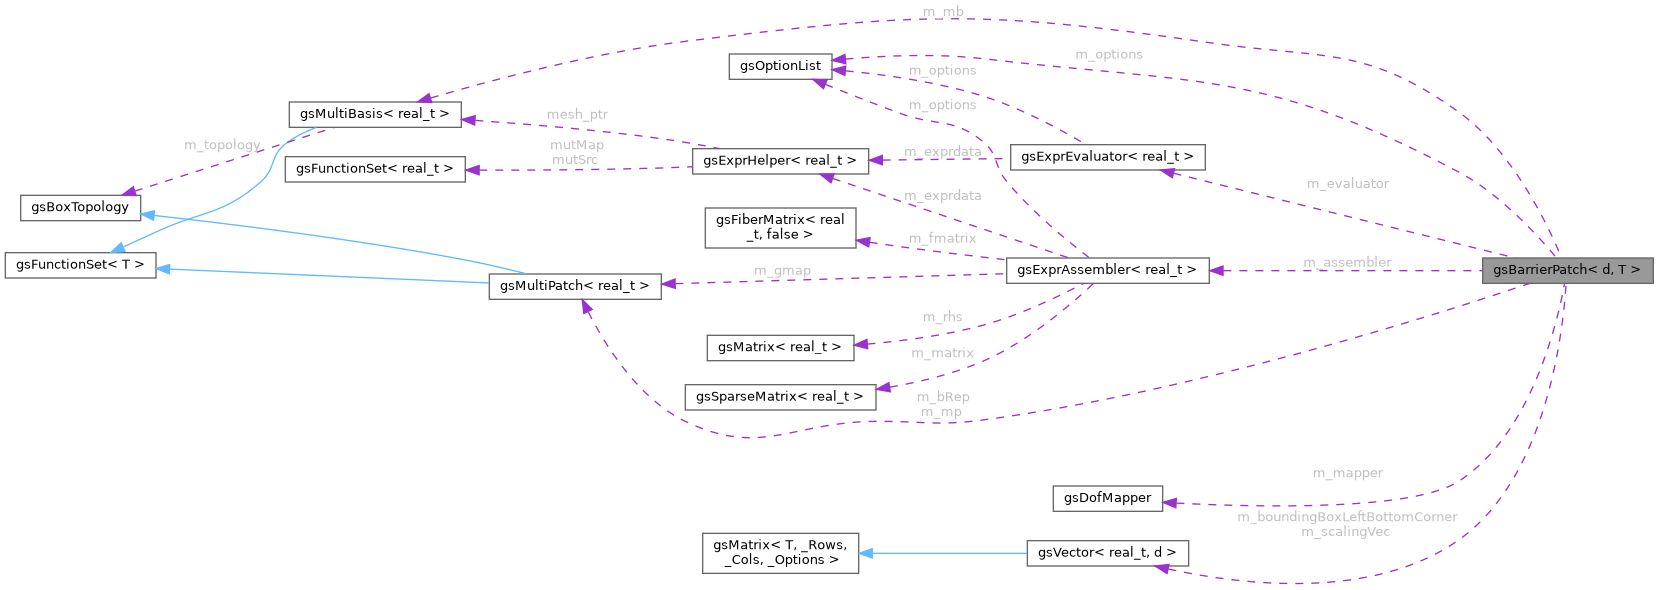 m_mb
gsOptionList
m_options
m_options
m_options
gsMultiBasis< real_t >
mesh_ptr
m_topology
mutMap
mutSrc
gsFunctionSet< real_t >
gsExprHelper< real_t >
m_exprdata
gsExprEvaluator< real_t >
m_evaluator
m_exprdata
gsBoxTopology
gsFiberMatrix< real
_t, false >
m_fmatrix
gsFunctionSet< T >
gsMultiPatch< real_t >
m_gmap
gsExprAssembler< real_t >
m_assembler
gsBarrierPatch< d, T >
m_rhs
gsMatrix< real_t >
m_matrix
gsSparseMatrix< real_t >
m_bRep
m_mp
m_mapper
gsDofMapper
m_boundingBoxLeftBottomCorner
m_scalingVec
gsMatrix< T, _Rows,
_Cols, _Options >
gsVector< real_t, d >